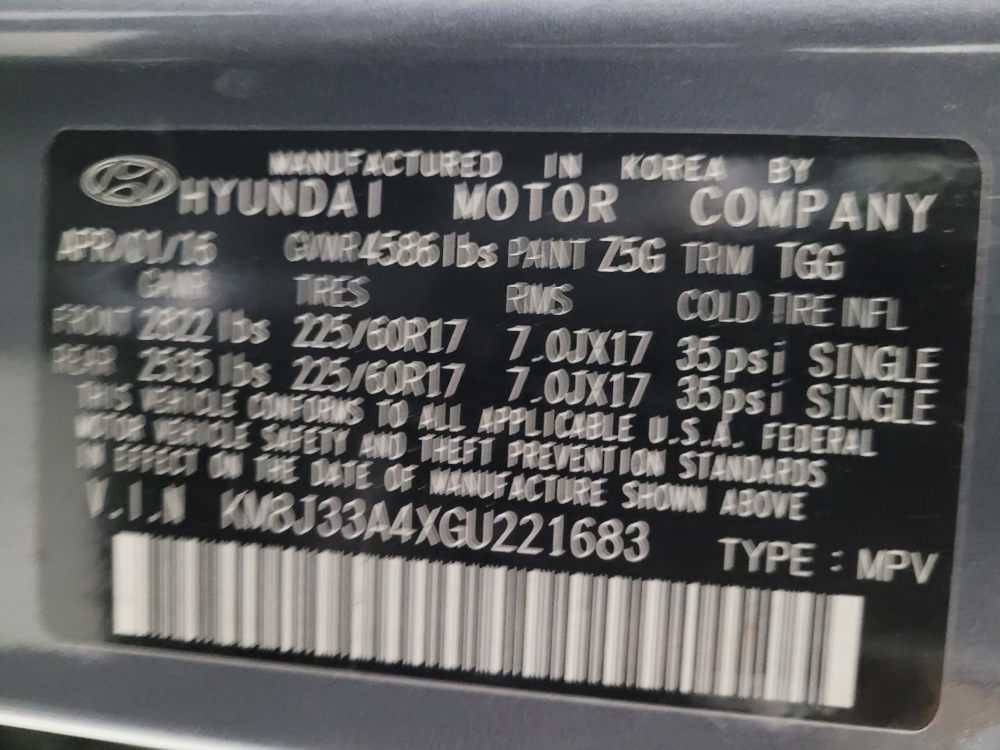 MANUFACTURED IN KOREA BY
HYUNDAI MOTOR COMPANY
APR/01/16 GVWR 4586 lbs PAINT Z5G TRIM TGG
GAWR TIRES RIMS COLD TIRE INFL
FRONT 2822 lbs 225/60R17 7.0JX17 35psi SINGLE
REAR 2535 lbs 225/60R17 7.0JX17 35psi SINGLE
THIS VEHICLE CONFORMS TO ALL APPLICABLE U.S.A. FEDERAL
MOTOR VEHICLE SAFETY AND THEFT PREVENTION STANDARDS
IN EFFECT ON THE DATE OF MANUFACTURE SHOWN ABOVE
V.I.N KM8J33A4XGU221683 TYPE : MPV